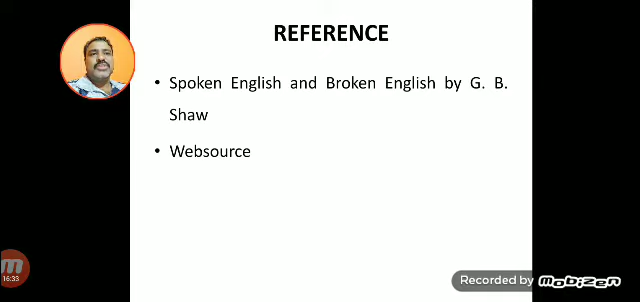 REFERENCE
• Spoken English and Broken English by G. B.
Shaw
• Websource
16:33
Recorded by mobizen